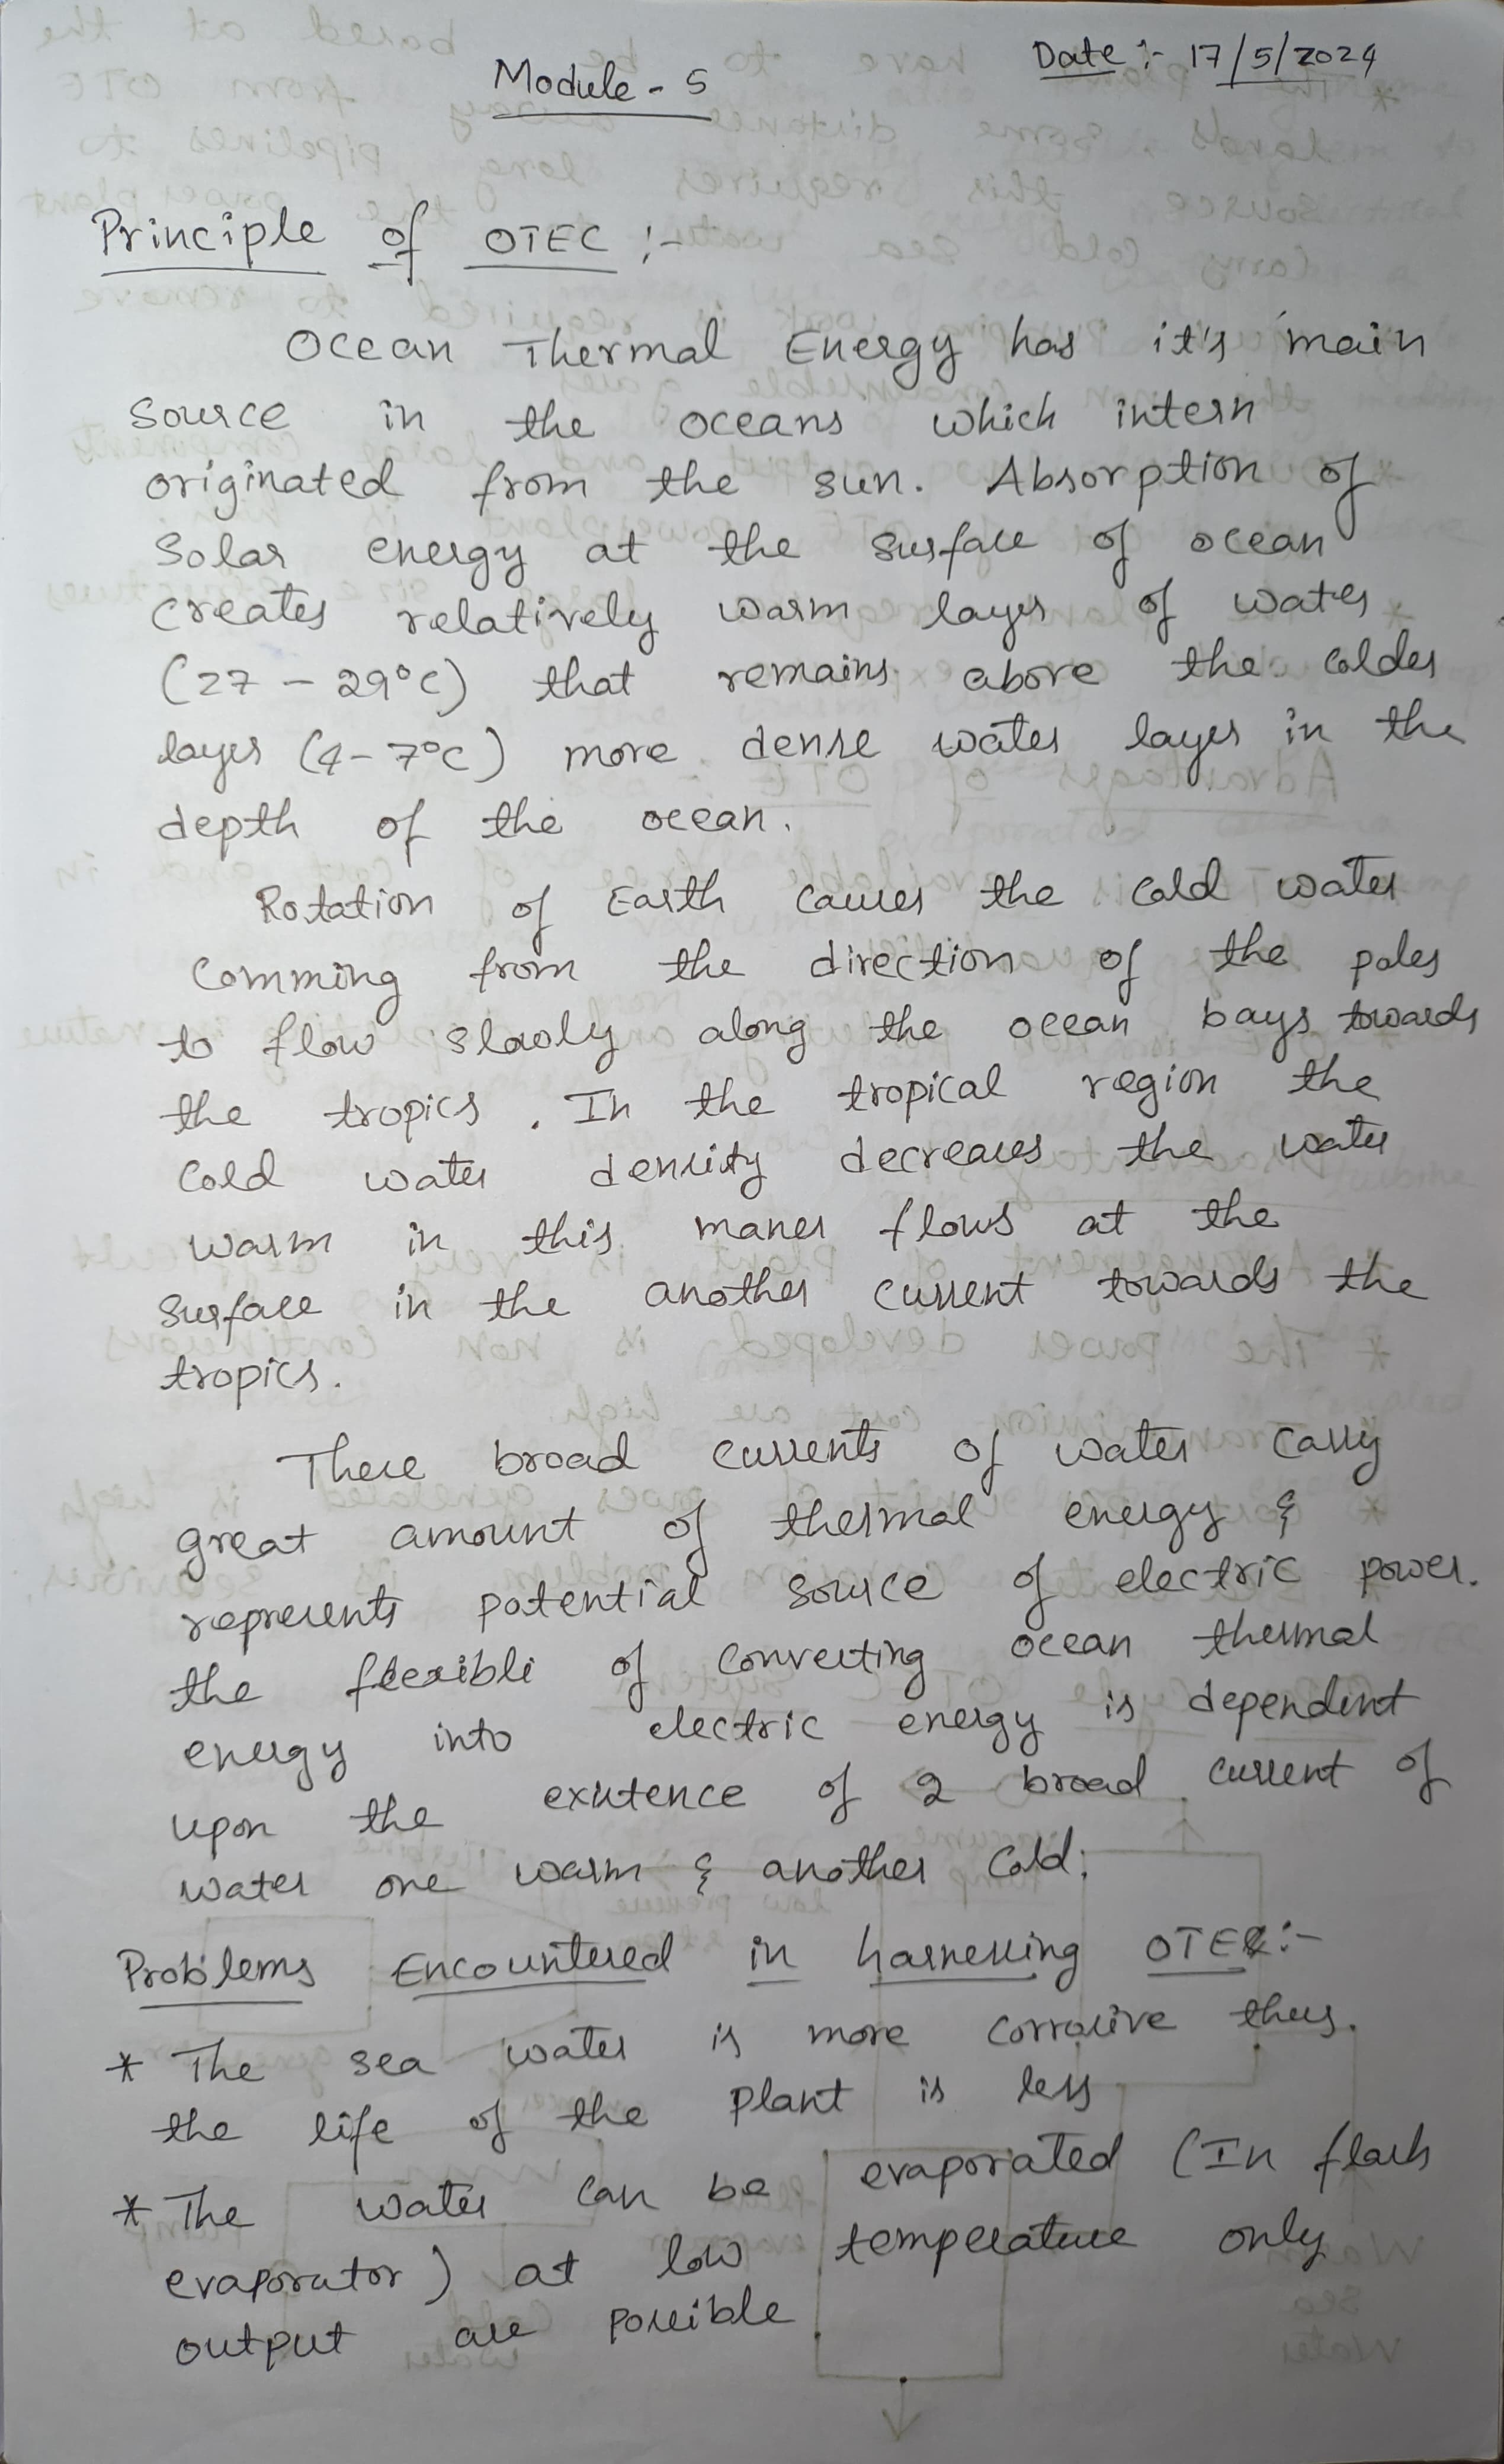 Date :- 17/5/2024
Module - 5
Principle of OTEC :-
Ocean Thermal Energy has it's main
source in the oceans which intern
originated from the sun. Absorption of
Solar energy at the surface of ocean
creates relatively warm layer of water
(27 - 29°C) that remains above the colder
layer (4-7°C) more dense water layer in the
depth of the ocean.
Rotation of Earth causes the cold water
Comming from the direction of the poles
to flow slowly along the ocean bays towards
the tropics. In the tropical region the
Cold water density decreases the water
warm in this maner flows at the
surface in the another current towards the
tropics.
These broad currents of water carry
great amount of thermal energy &
represents potential source of electric power.
the flexibli of converting ocean thermal
energy into electric energy is dependent
upon the existence of 2 broad current of
water one warm & another cold.
Problems Encountered in harnessing OTEC:-
* The sea water is more corrosive thus.
the life of the plant is less
* The water can be evaporated (In flash
evaporator) at low temperature only
output are possible